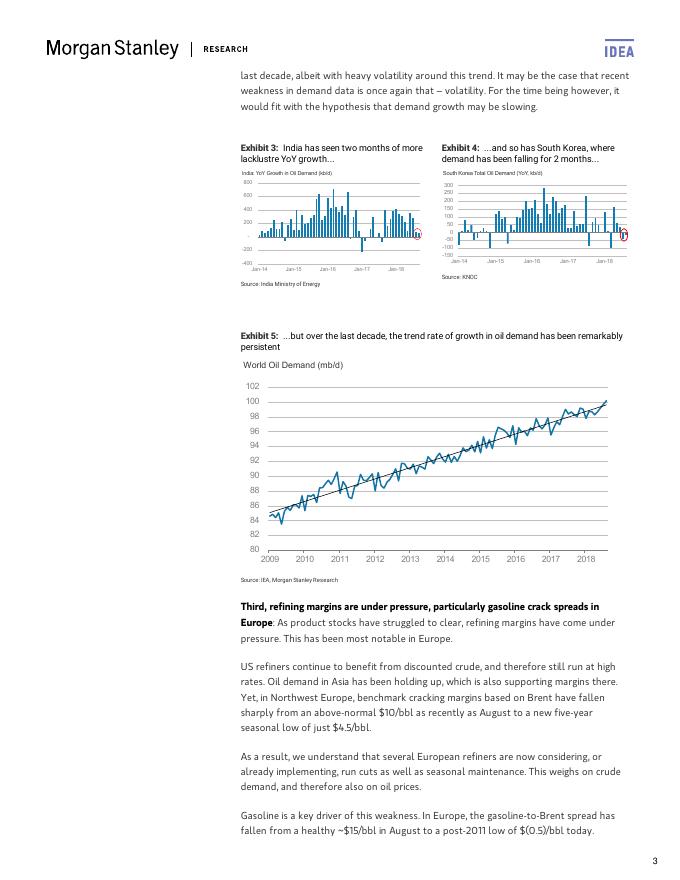 Morgan Stanley | RESEARCH
IDEA
last decade, albeit with heavy volatility around this trend. It may be the case that recent
weakness in demand data is once again that – volatility. For the time being however, it
would fit with the hypothesis that demand growth may be slowing.
Exhibit 3: India has seen two months of more
lacklustre YoY growth...
India: YoY Growth in Oil Demand (kb/d)
800
600
400
200
-
-200
-400
Jan-14 Jan-15 Jan-16 Jan-17 Jan-18
Source: India Ministry of Energy
Exhibit 4: ...and so has South Korea, where
demand has been falling for 2 months...
South Korea Total Oil Demand (YoY, kb/d)
300
250
200
150
100
50
0
-50
-100
-150
Jan-14 Jan-15 Jan-16 Jan-17 Jan-18
Source: KNOC
Exhibit 5: ...but over the last decade, the trend rate of growth in oil demand has been remarkably
persistent
World Oil Demand (mb/d)
102
100
98
96
94
92
90
88
86
84
82
80
2009 2010 2011 2012 2013 2014 2015 2016 2017 2018
Source: IEA, Morgan Stanley Research
Third, refining margins are under pressure, particularly gasoline crack spreads in
Europe: As product stocks have struggled to clear, refining margins have come under
pressure. This has been most notable in Europe.
US refiners continue to benefit from discounted crude, and therefore still run at high
rates. Oil demand in Asia has been holding up, which is also supporting margins there.
Yet, in Northwest Europe, benchmark cracking margins based on Brent have fallen
sharply from an above-normal $10/bbl as recently as August to a new five-year
seasonal low of just $4.5/bbl.
As a result, we understand that several European refiners are now considering, or
already implementing, run cuts as well as seasonal maintenance. This weighs on crude
demand, and therefore also on oil prices.
Gasoline is a key driver of this weakness. In Europe, the gasoline-to-Brent spread has
fallen from a healthy ~$15/bbl in August to a post-2011 low of $(0.5)/bbl today.
3